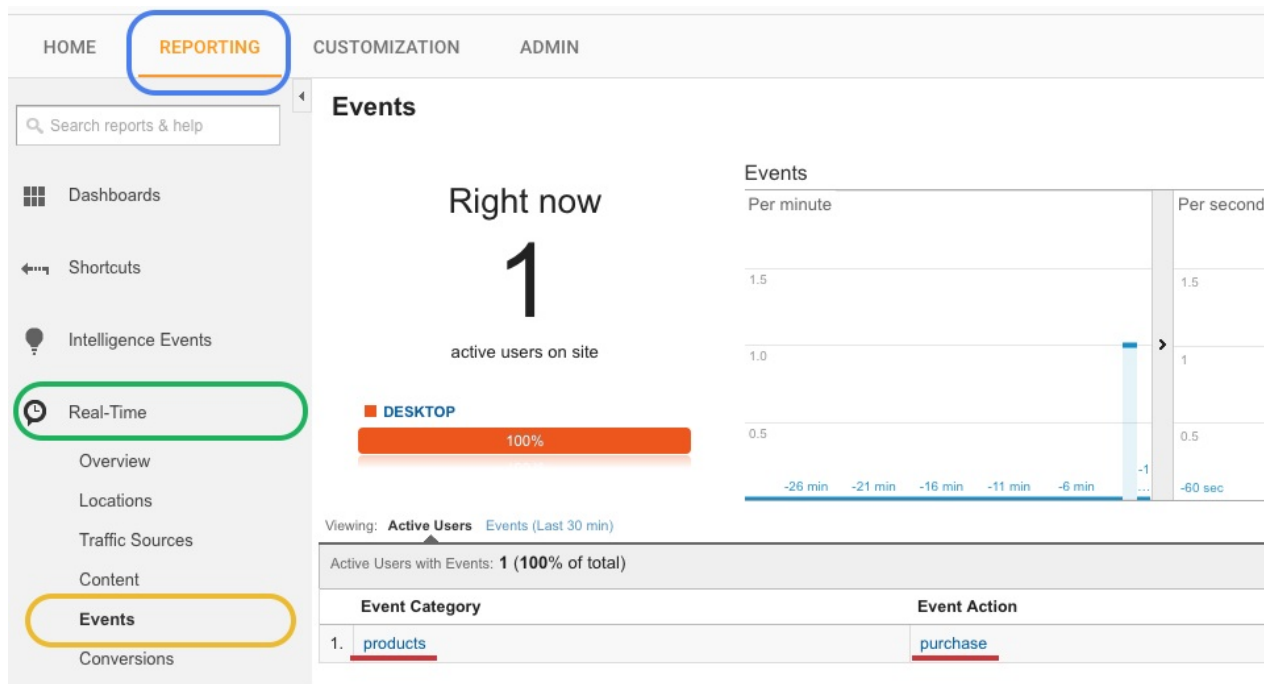 HOME REPORTING CUSTOMIZATION ADMIN
Search reports & help
Dashboards
Shortcuts
Intelligence Events
Real-Time
Overview
Locations
Traffic Sources
Content
Events
Conversions
Events
Right now
1
active users on site
DESKTOP
100%
Events
Per minute
1.5
1.0
0.5
-26 min -21 min -16 min -11 min -6 min -1
...
Per second
1.5
1
0.5
-60 sec
Viewing: Active Users Events (Last 30 min)
Active Users with Events: 1 (100% of total)
Event Category Event Action
1. products purchase